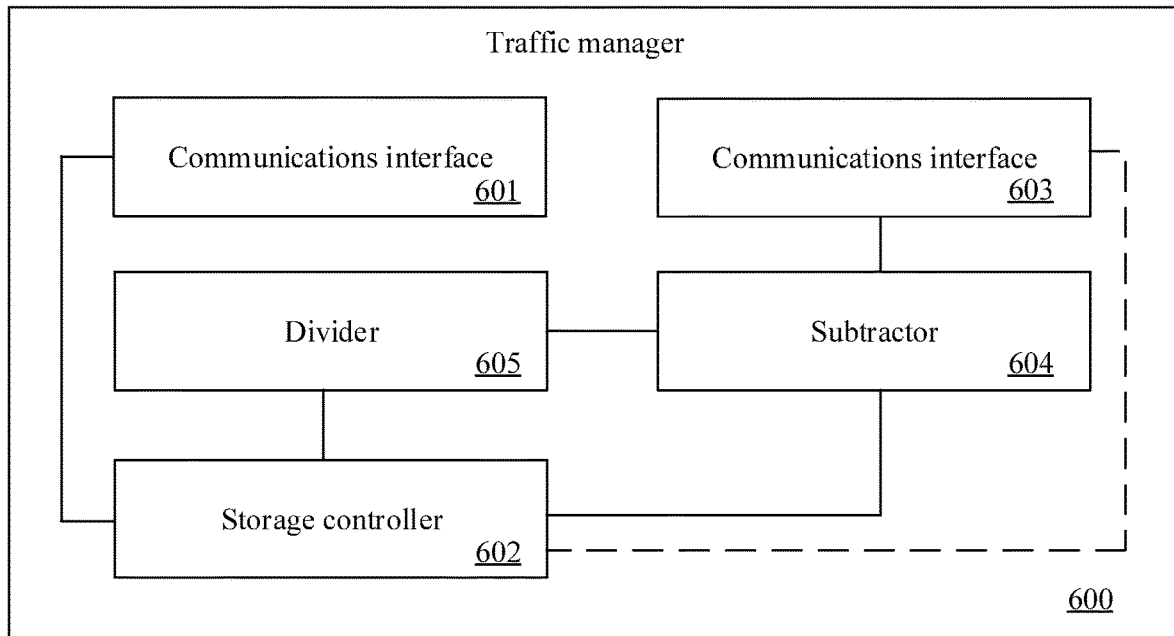 Traffic manager
Communications interface
601
Communications interface
603
Divider
605
Subtractor
604
Storage controller
602
600